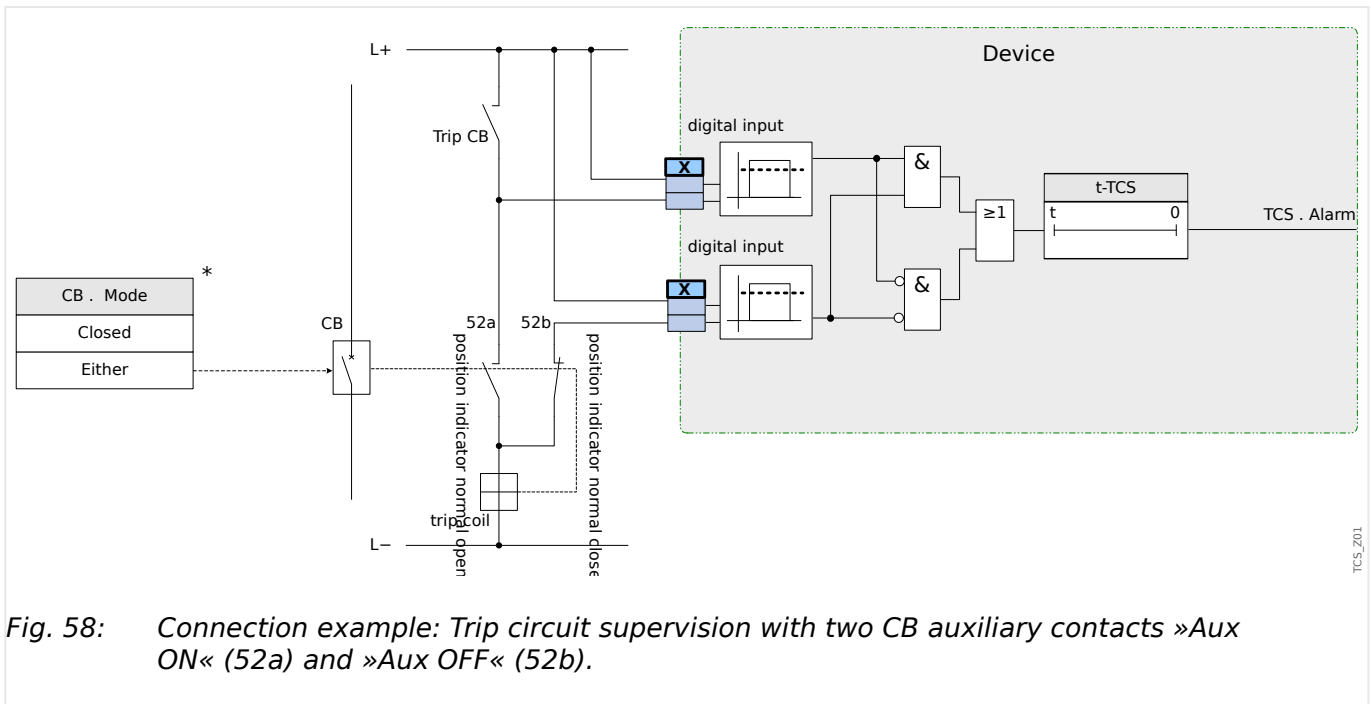 L+
Device
digital input
Trip CB
X
&
t-TCS
≥1
t 0
TCS . Alarm
digital input
*
CB . Mode
X
&
Closed
CB
52a 52b
Either
position indicator normal open
position indicator normal close
trip coil
L−
TCS_Z01
Fig. 58: Connection example: Trip circuit supervision with two CB auxiliary contacts »Aux
ON« (52a) and »Aux OFF« (52b).